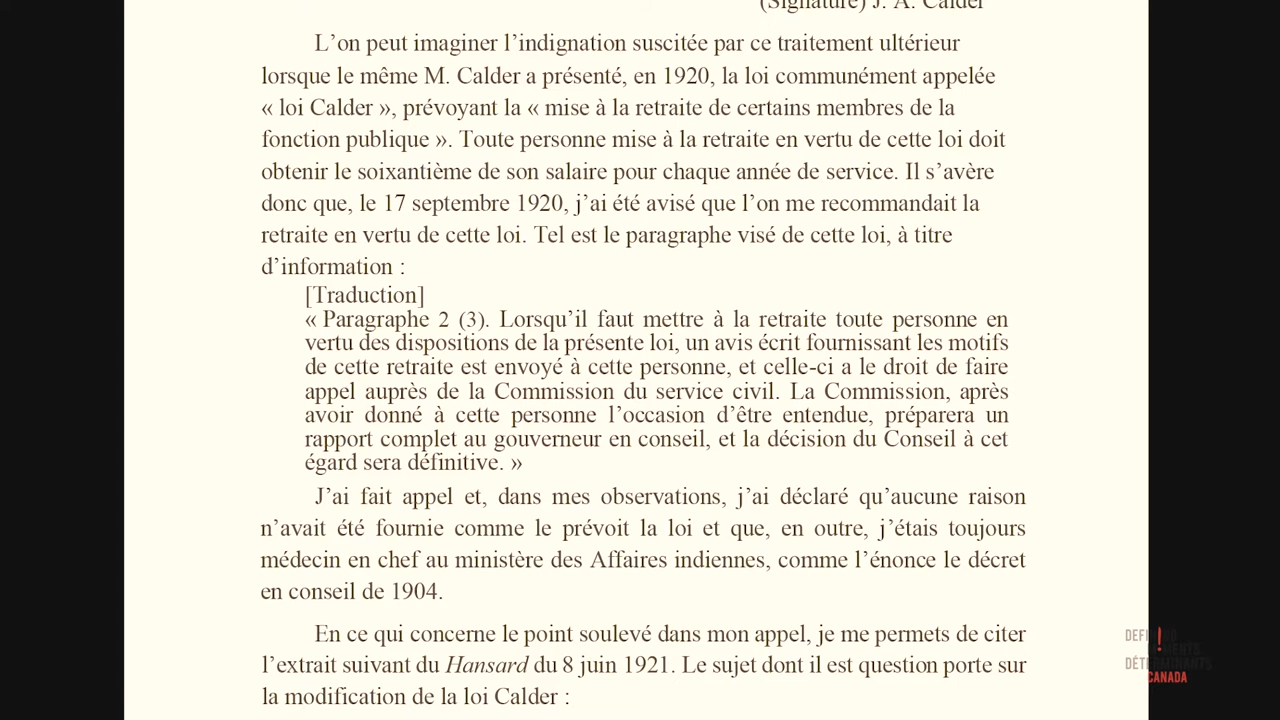 (Signature) J. A. Calder
L’on peut imaginer l’indignation suscitée par ce traitement ultérieur
lorsque le même M. Calder a présenté, en 1920, la loi communément appelée
« loi Calder », prévoyant la « mise à la retraite de certains membres de la
fonction publique ». Toute personne mise à la retraite en vertu de cette loi doit
obtenir le soixantième de son salaire pour chaque année de service. Il s’avère
donc que, le 17 septembre 1920, j’ai été avisé que l’on me recommandait la
retraite en vertu de cette loi. Tel est le paragraphe visé de cette loi, à titre
d’information :
[Traduction]
« Paragraphe 2 (3). Lorsqu’il faut mettre à la retraite toute personne en
vertu des dispositions de la présente loi, un avis écrit fournissant les motifs
de cette retraite est envoyé à cette personne, et celle-ci a le droit de faire
appel auprès de la Commission du service civil. La Commission, après
avoir donné à cette personne l’occasion d’être entendue, préparera un
rapport complet au gouverneur en conseil, et la décision du Conseil à cet
égard sera définitive. »
J’ai fait appel et, dans mes observations, j’ai déclaré qu’aucune raison
n’avait été fournie comme le prévoit la loi et que, en outre, j’étais toujours
médecin en chef au ministère des Affaires indiennes, comme l’énonce le décret
en conseil de 1904.
En ce qui concerne le point soulevé dans mon appel, je me permets de citer
l’extrait suivant du Hansard du 8 juin 1921. Le sujet dont il est question porte sur
la modification de la loi Calder :
CANADA